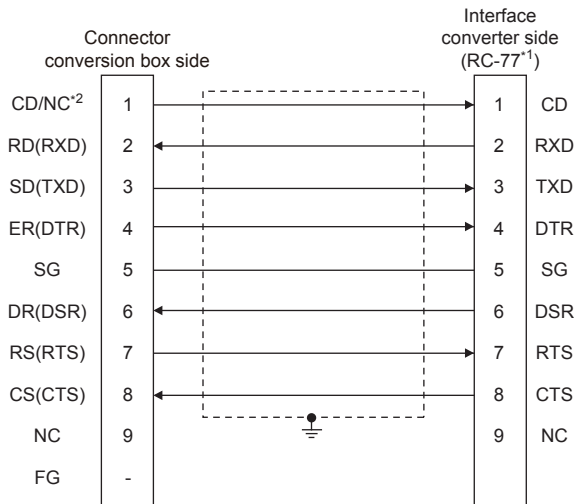 Connector
conversion box side
Interface
converter side
(RC-77*1)
CD/NC*2 1 1 CD
RD(RXD) 2 2 RXD
SD(TXD) 3 3 TXD
ER(DTR) 4 4 DTR
SG 5 5 SG
DR(DSR) 6 6 DSR
RS(RTS) 7 7 RTS
CS(CTS) 8 8 CTS
NC 9 9 NC
FG -